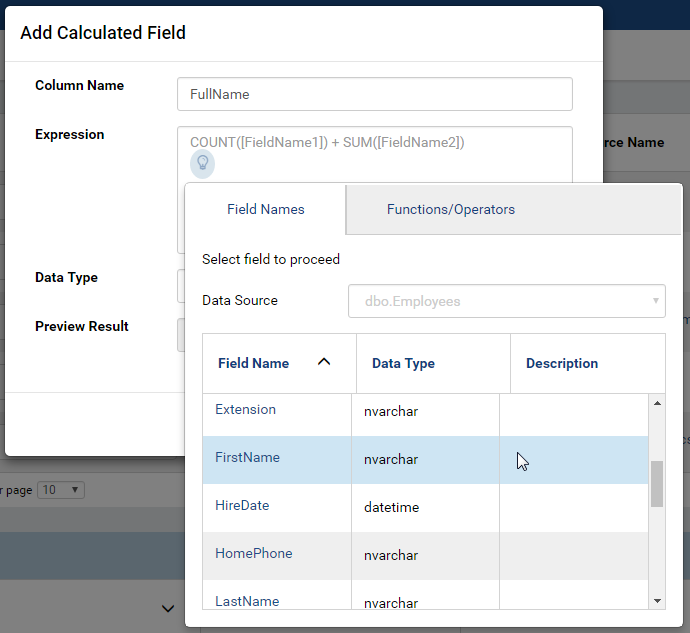 Add Calculated Field
Column Name
FullName
Expression
COUNT([FieldName1]) + SUM([FieldName2])
rce Name
Field Names
Functions/Operators
Select field to proceed
Data Type
Data Source
dbo.Employees
Preview Result
Field Name
Data Type
Description
Extension
nvarchar
FirstName
nvarchar
r page
10
HireDate
datetime
HomePhone
nvarchar
LastName
nvarchar